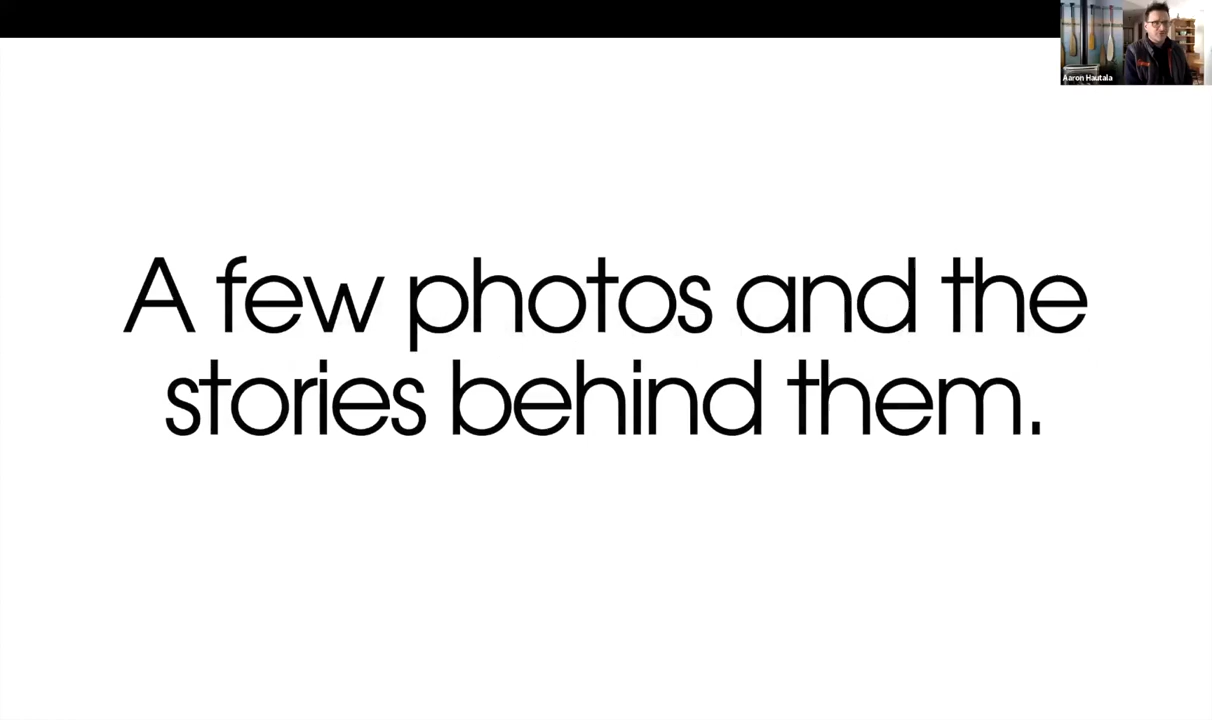 Aaron Hautala
A few photos and the
stories behind them.